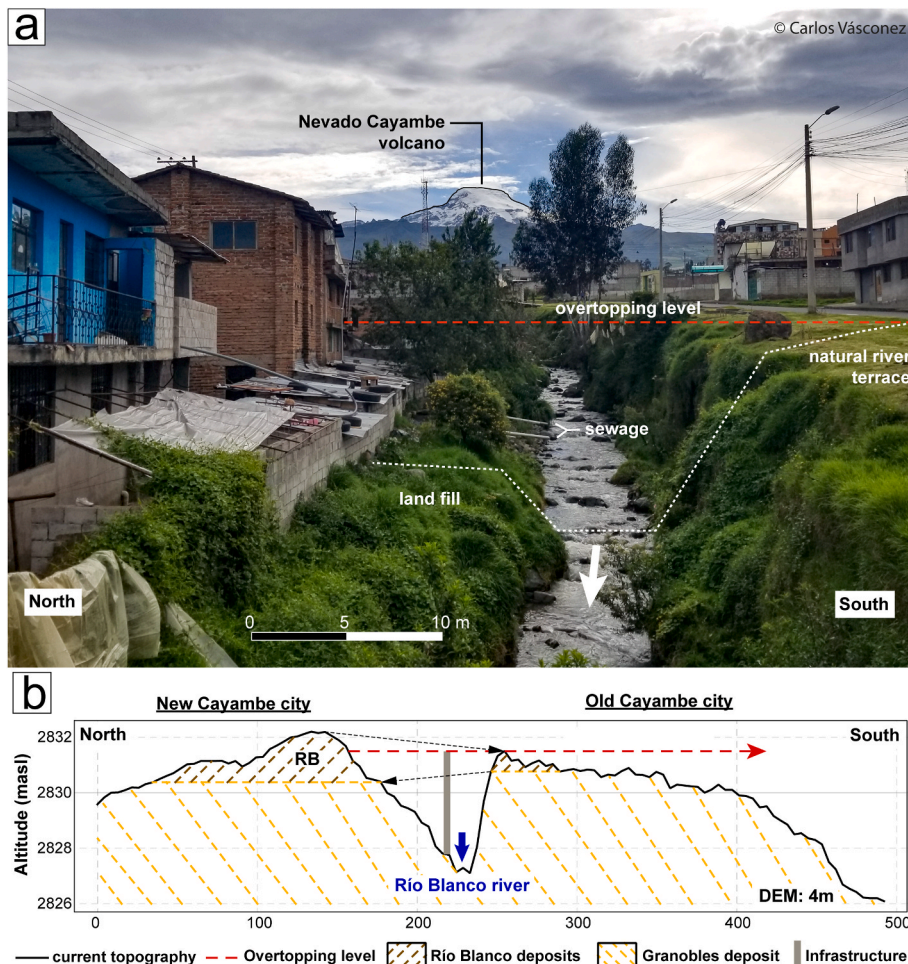 a
© Carlos Vásconez
Nevado Cayambe
volcano
overtopping level
natural river
terrace
sewage
land fill
North
South
0 5 10 m
b
New Cayambe city
Old Cayambe city
North
South
2832
2830
2828
2826
Altitude (masl)
RB
Río Blanco river
DEM: 4m
0 100 200 300 400 500
current topography
Overtopping level
Río Blanco deposits
Granobles deposit
Infrastructure